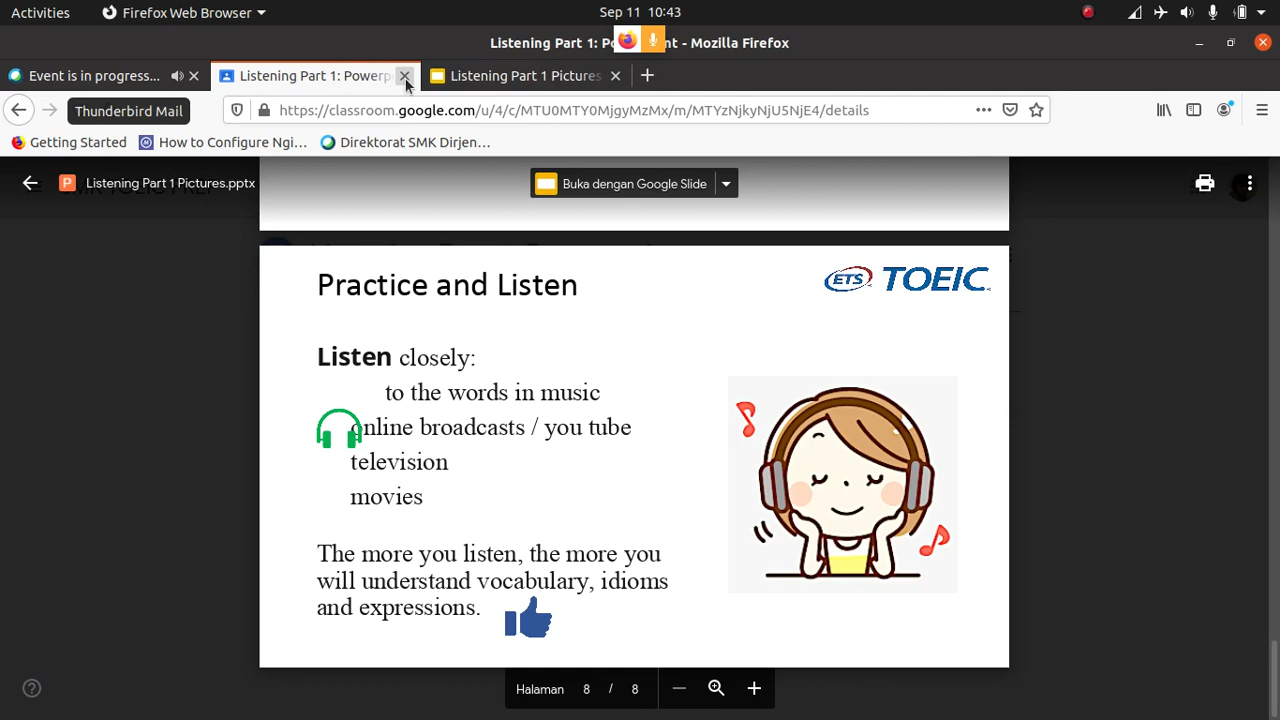 Activities
Firefox Web Browser
Sep 11 10:43
Listening Part 1: Po nt - Mozilla Firefox
Event is in progress...
Listening Part 1: Powerp
Listening Part 1 Pictures
Thunderbird Mail
https://classroom.google.com/u/4/c/MTU0MTY0MjgyMzMx/m/MTYzNjkyNjU5NjE4/details
Getting Started
How to Configure Ngi...
Direktorat SMK Dirjen...
Listening Part 1 Pictures.pptx
Buka dengan Google Slide
Practice and Listen
ETS TOEIC
Listen closely:
to the words in music
online broadcasts / you tube
television
movies
The more you listen, the more you
will understand vocabulary, idioms
and expressions.
Halaman 8 / 8